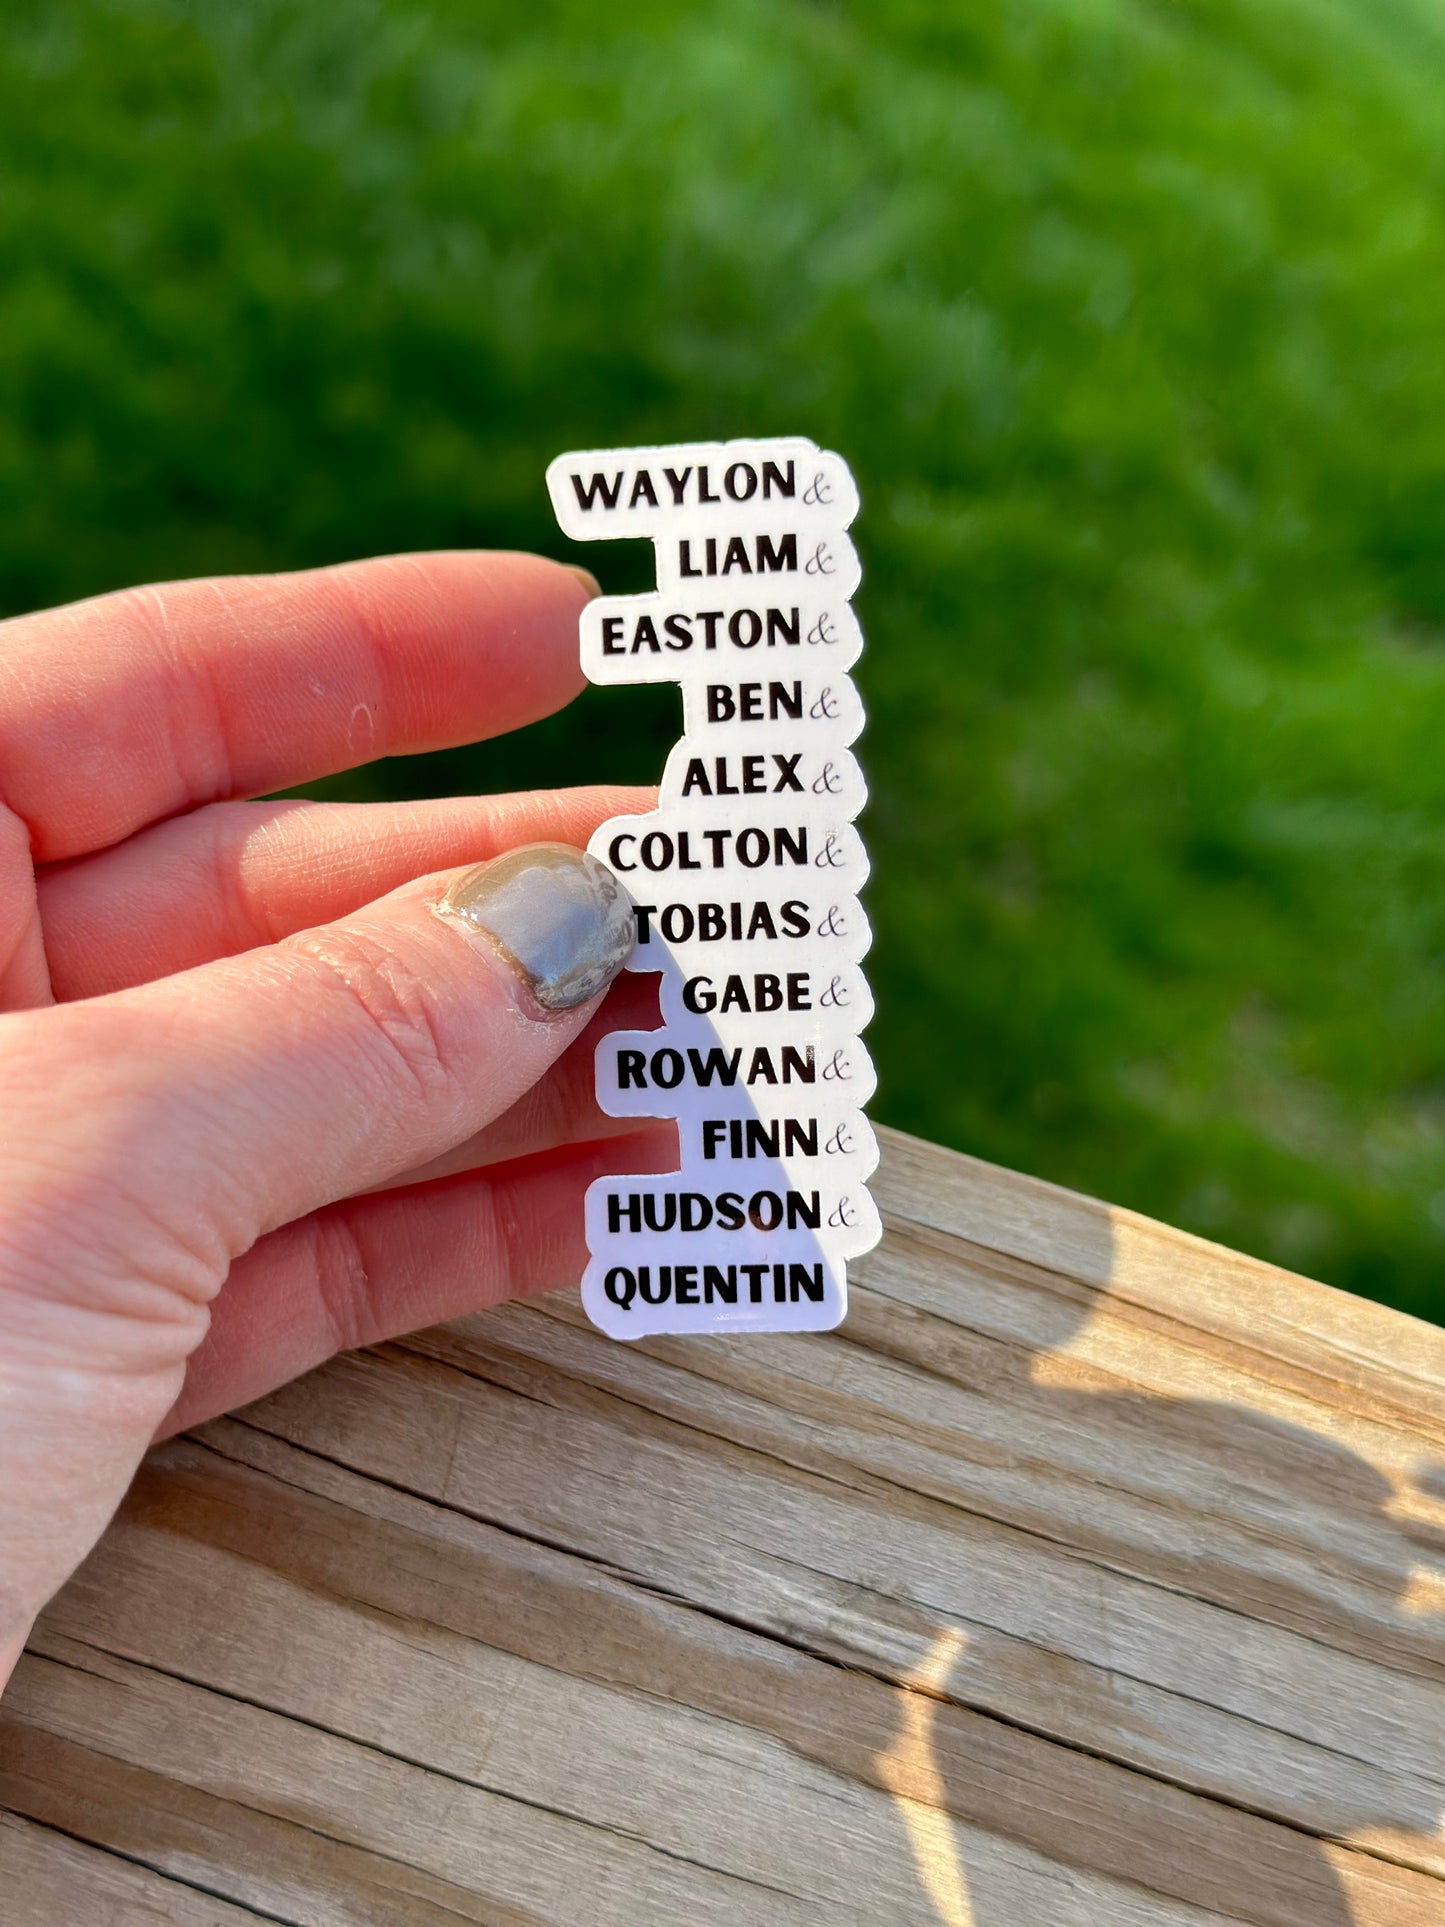 WAYLON &
LIAM &
EASTON &
BEN &
ALEX &
COLTON &
TOBIAS &
GABE &
ROWAN &
FINN &
HUDSON &
QUENTIN